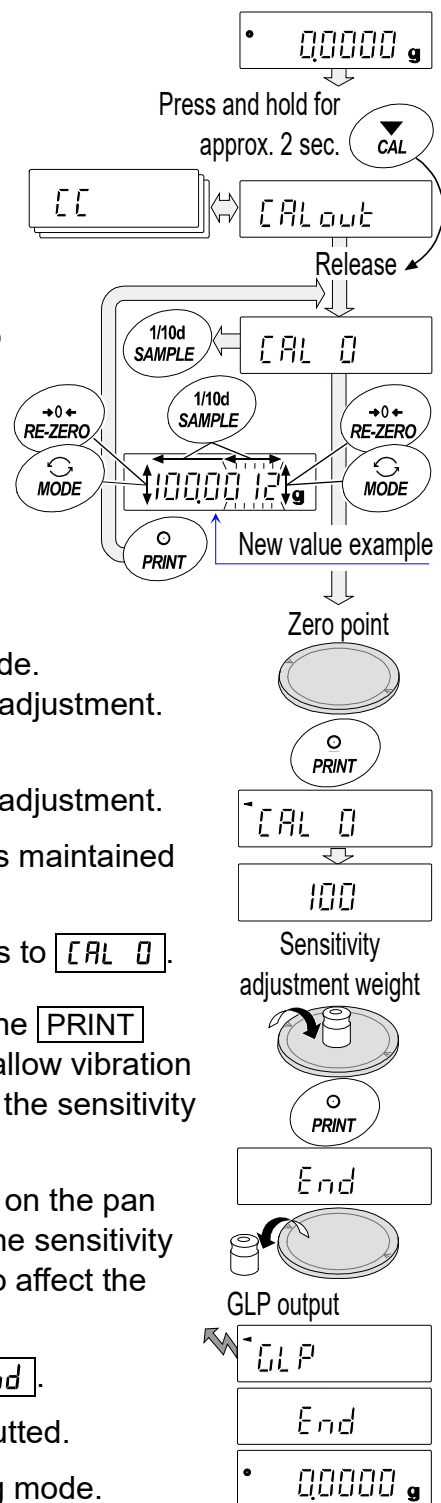 0.0000 g
Press and hold for
approx. 2 sec.
CAL
CC
CALout
Release
1/10d
SAMPLE
CAL 0
→0←
RE-ZERO
MODE
1/10d
SAMPLE
→0←
RE-ZERO
MODE
100.0012 g
PRINT
New value example
Zero point
de.
adjustment.
PRINT
adjustment.
CAL 0
s maintained
100
s to CAL 0.
Sensitivity
adjustment weight
he PRINT
allow vibration
the sensitivity
PRINT
End
on the pan
he sensitivity
o affect the
GLP output
GLP
nd.
End
utted.
g mode.
0.0000 g